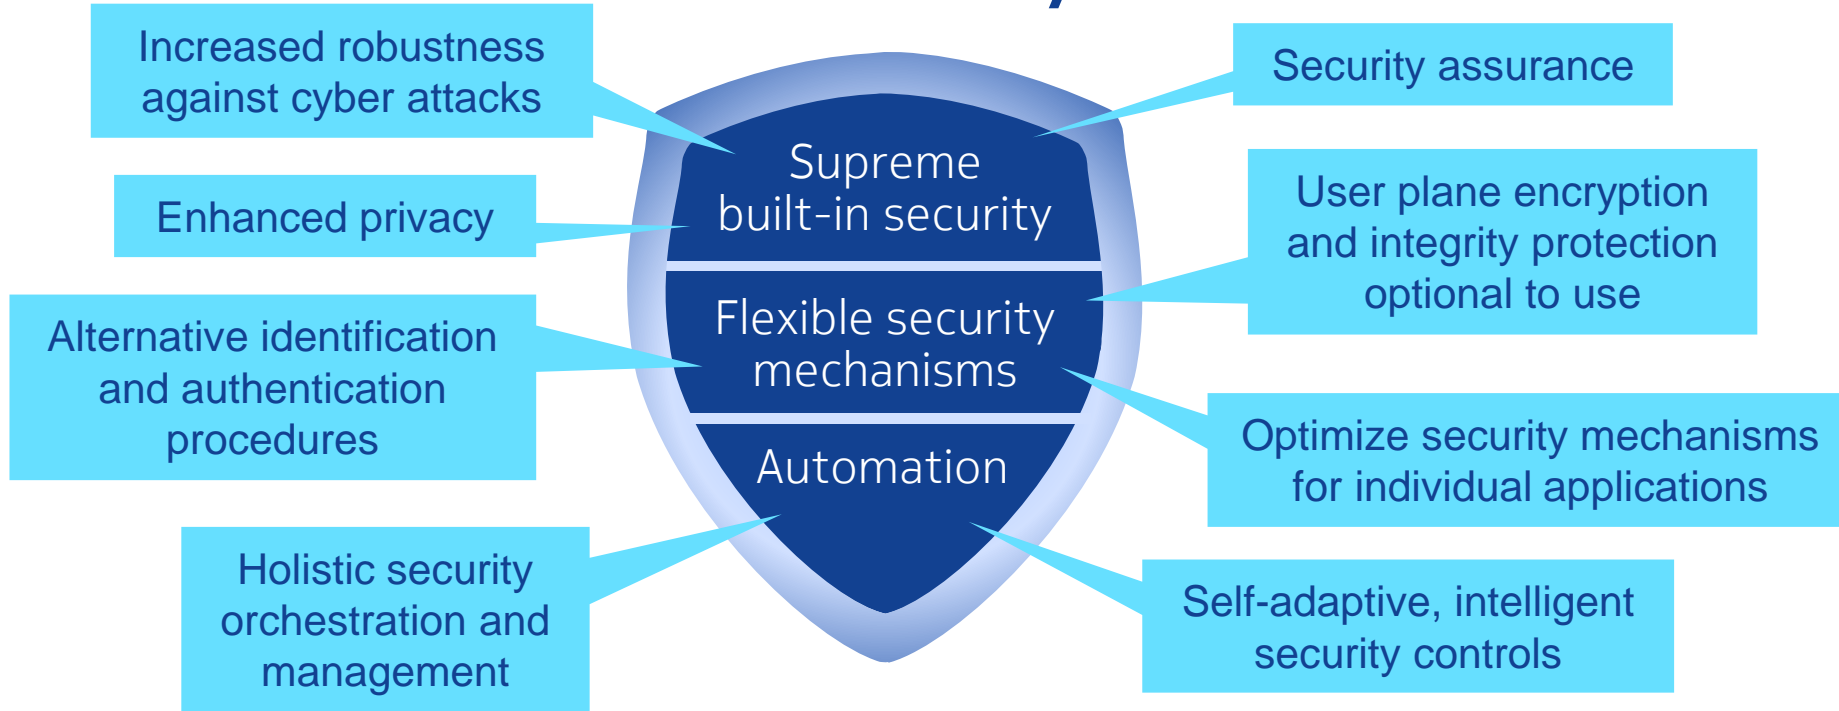 Increased robustness
against cyber attacks
Security assurance
Supreme
built-in security
Enhanced privacy
User plane encryption
and integrity protection
optional to use
Flexible security
mechanisms
Alternative identification
and authentication
procedures
Optimize security mechanisms
for individual applications
Automation
Holistic security
orchestration and
management
Self-adaptive, intelligent
security controls